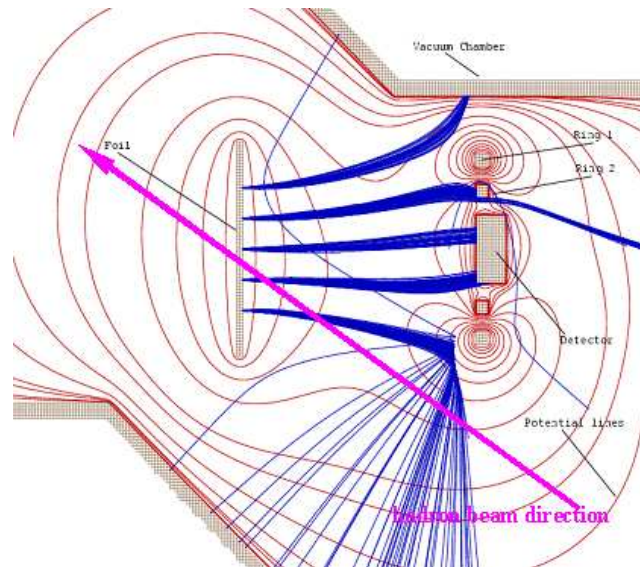 Vacuum Chamber
Foil
Ring 1
Ring 2
Detector
Potential lines
hadron beam direction